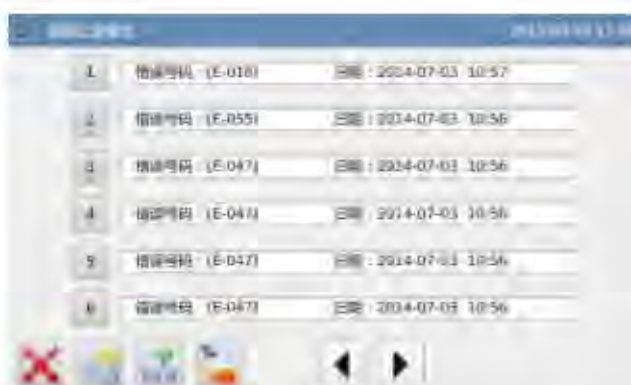 1 错误号码 (E-016) 日期 : 2014-07-03 10:57
2 错误号码 (E-055) 日期 : 2014-07-03 10:56
3 错误号码 (E-047) 日期 : 2014-07-03 10:56
4 错误号码 (E-047) 日期 : 2014-07-03 10:56
5 错误号码 (E-047) 日期 : 2014-07-03 10:56
6 错误号码 (E-047) 日期 : 2014-07-03 10:56